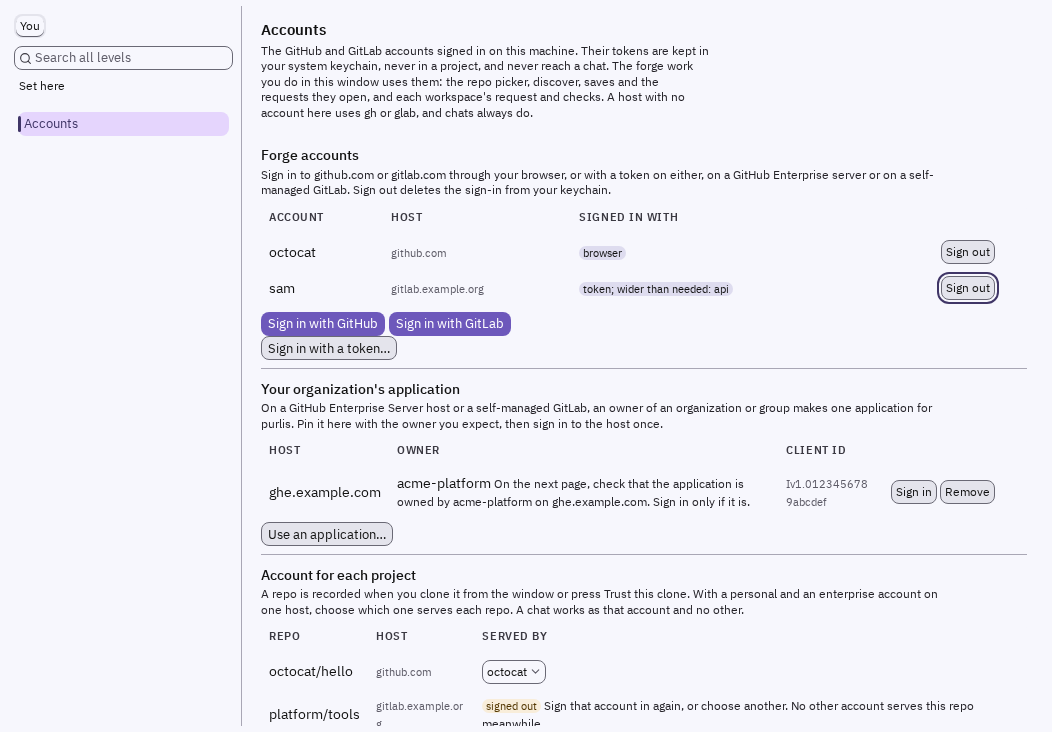 You
Search all levels
Set here
Accounts
Accounts
The GitHub and GitLab accounts signed in on this machine. Their tokens are kept in
your system keychain, never in a project, and never reach a chat. The forge work
you do in this window uses them: the repo picker, discover, saves and the
requests they open, and each workspace's request and checks. A host with no
account here uses gh or glab, and chats always do.
Forge accounts
Sign in to github.com or gitlab.com through your browser, or with a token on either, on a GitHub Enterprise server or on a self-
managed GitLab. Sign out deletes the sign-in from your keychain.
ACCOUNT HOST SIGNED IN WITH
octocat github.com browser Sign out
sam gitlab.example.org token; wider than needed: api Sign out
Sign in with GitHub Sign in with GitLab
Sign in with a token...
Your organization's application
On a GitHub Enterprise Server host or a self-managed GitLab, an owner of an organization or group makes one application for
purlis. Pin it here with the owner you expect, then sign in to the host once.
HOST OWNER CLIENT ID
ghe.example.com acme-platform On the next page, check that the application is Iv1.012345678 Sign in Remove
owned by acme-platform on ghe.example.com. Sign in only if it is. 9abcdef
Use an application...
Account for each project
A repo is recorded when you clone it from the window or press Trust this clone. With a personal and an enterprise account on
one host, choose which one serves each repo. A chat works as that account and no other.
REPO HOST SERVED BY
octocat/hello github.com octocat
platform/tools gitlab.example.or signed out Sign that account in again, or choose another. No other account serves this repo
g meanwhile.